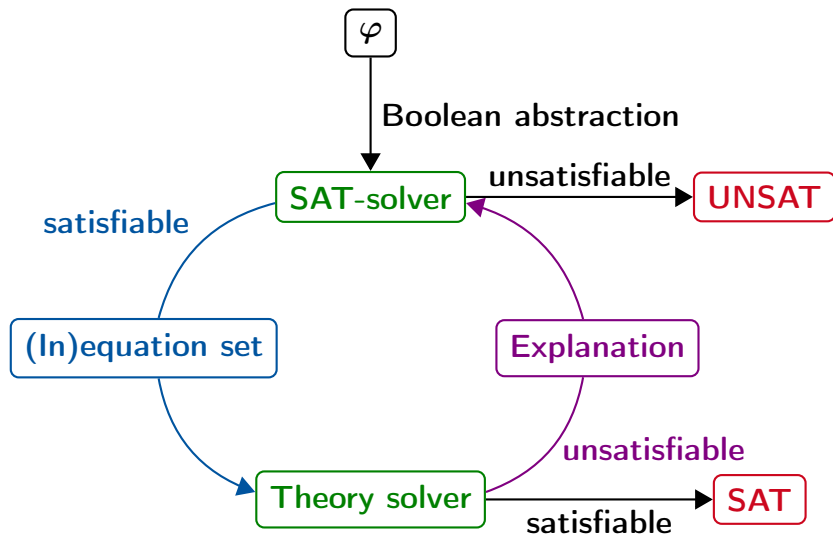 φ
Boolean abstraction
unsatisfiable
SAT-solver
UNSAT
satisfiable
(In)equation set
Explanation
unsatisfiable
Theory solver
SAT
satisfiable